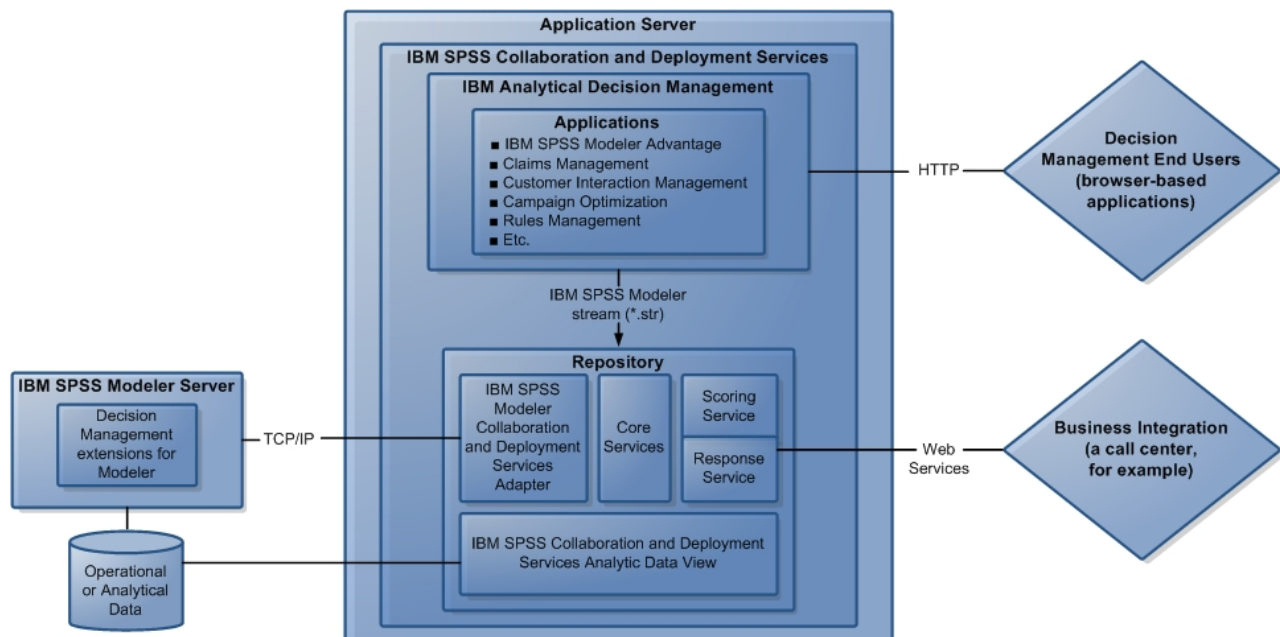 Application Server
IBM SPSS Collaboration and Deployment Services
IBM Analytical Decision Management
Applications
■ IBM SPSS Modeler Advantage
■ Claims Management
■ Customer Interaction Management
■ Campaign Optimization
■ Rules Management
■ Etc.
HTTP
Decision
Management End Users
(browser-based
applications)
IBM SPSS Modeler
stream (*.str)
Repository
IBM SPSS
Modeler
Collaboration
and Deployment
Services
Adapter
Core
Services
Scoring
Service
Response
Service
IBM SPSS Collaboration and Deployment
Services Analytic Data View
IBM SPSS Modeler Server
Decision
Management
extensions for
Modeler
TCP/IP
Operational
or Analytical
Data
Web
Services
Business Integration
(a call center,
for example)